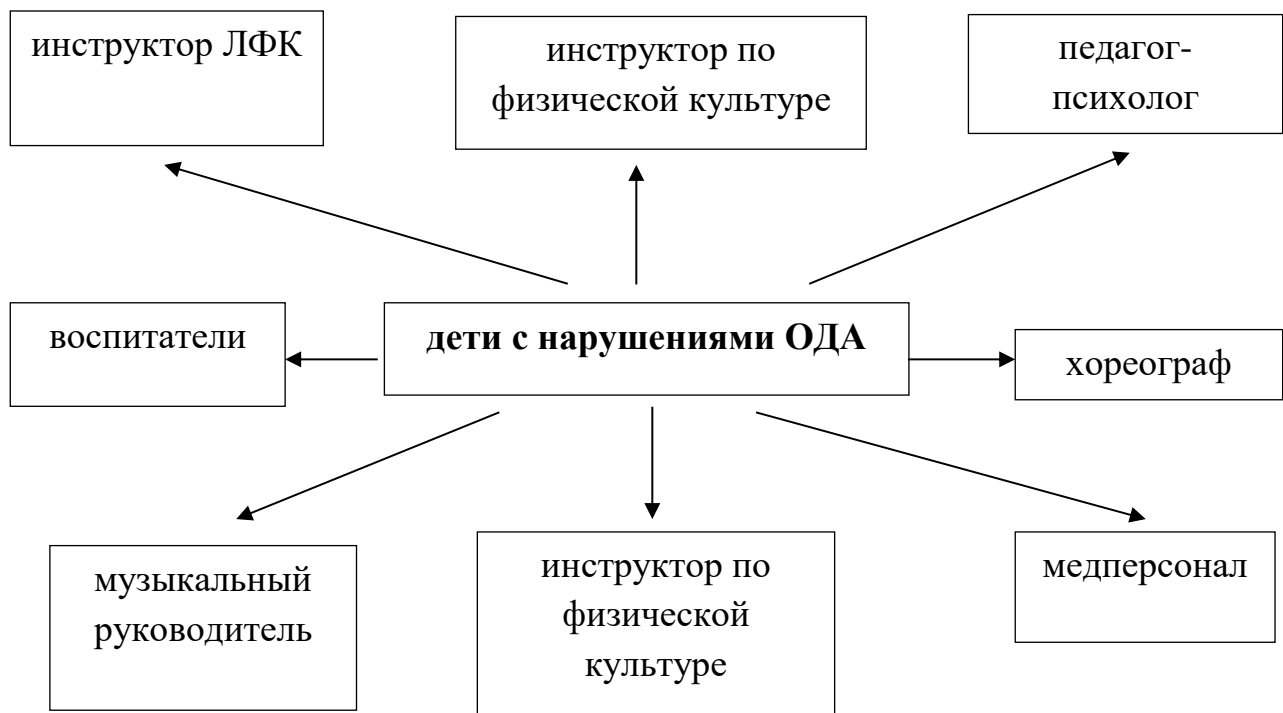 инструктор ЛФК
инструктор по
физической культуре
педагог-
психолог
воспитатели
дети с нарушениями ОДА
хореограф
музыкальный
руководитель
инструктор по
физической
культуре
медперсонал